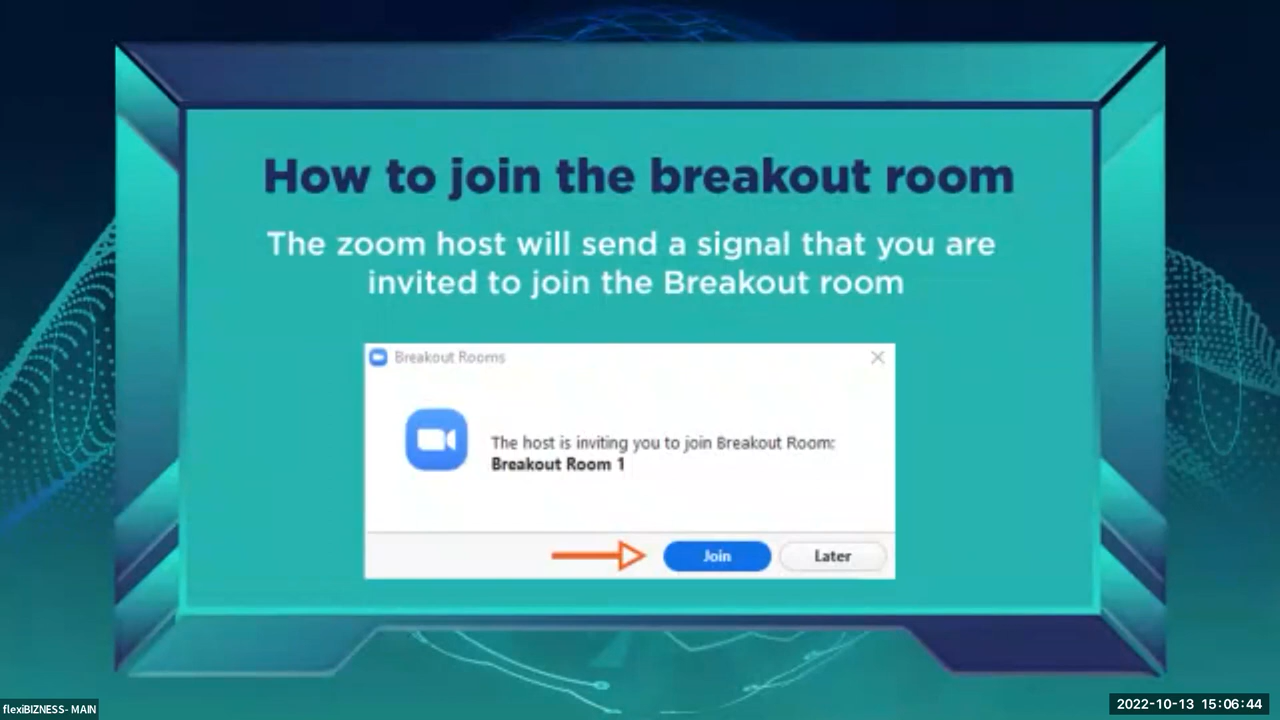 How to join the breakout room
The zoom host will send a signal that you are
invited to join the Breakout room
Breakout Rooms
The host is inviting you to join Breakout Room:
Breakout Room 1
Join
Later
flexiBIZNESS- MAIN
2022-10-13 15:06:44